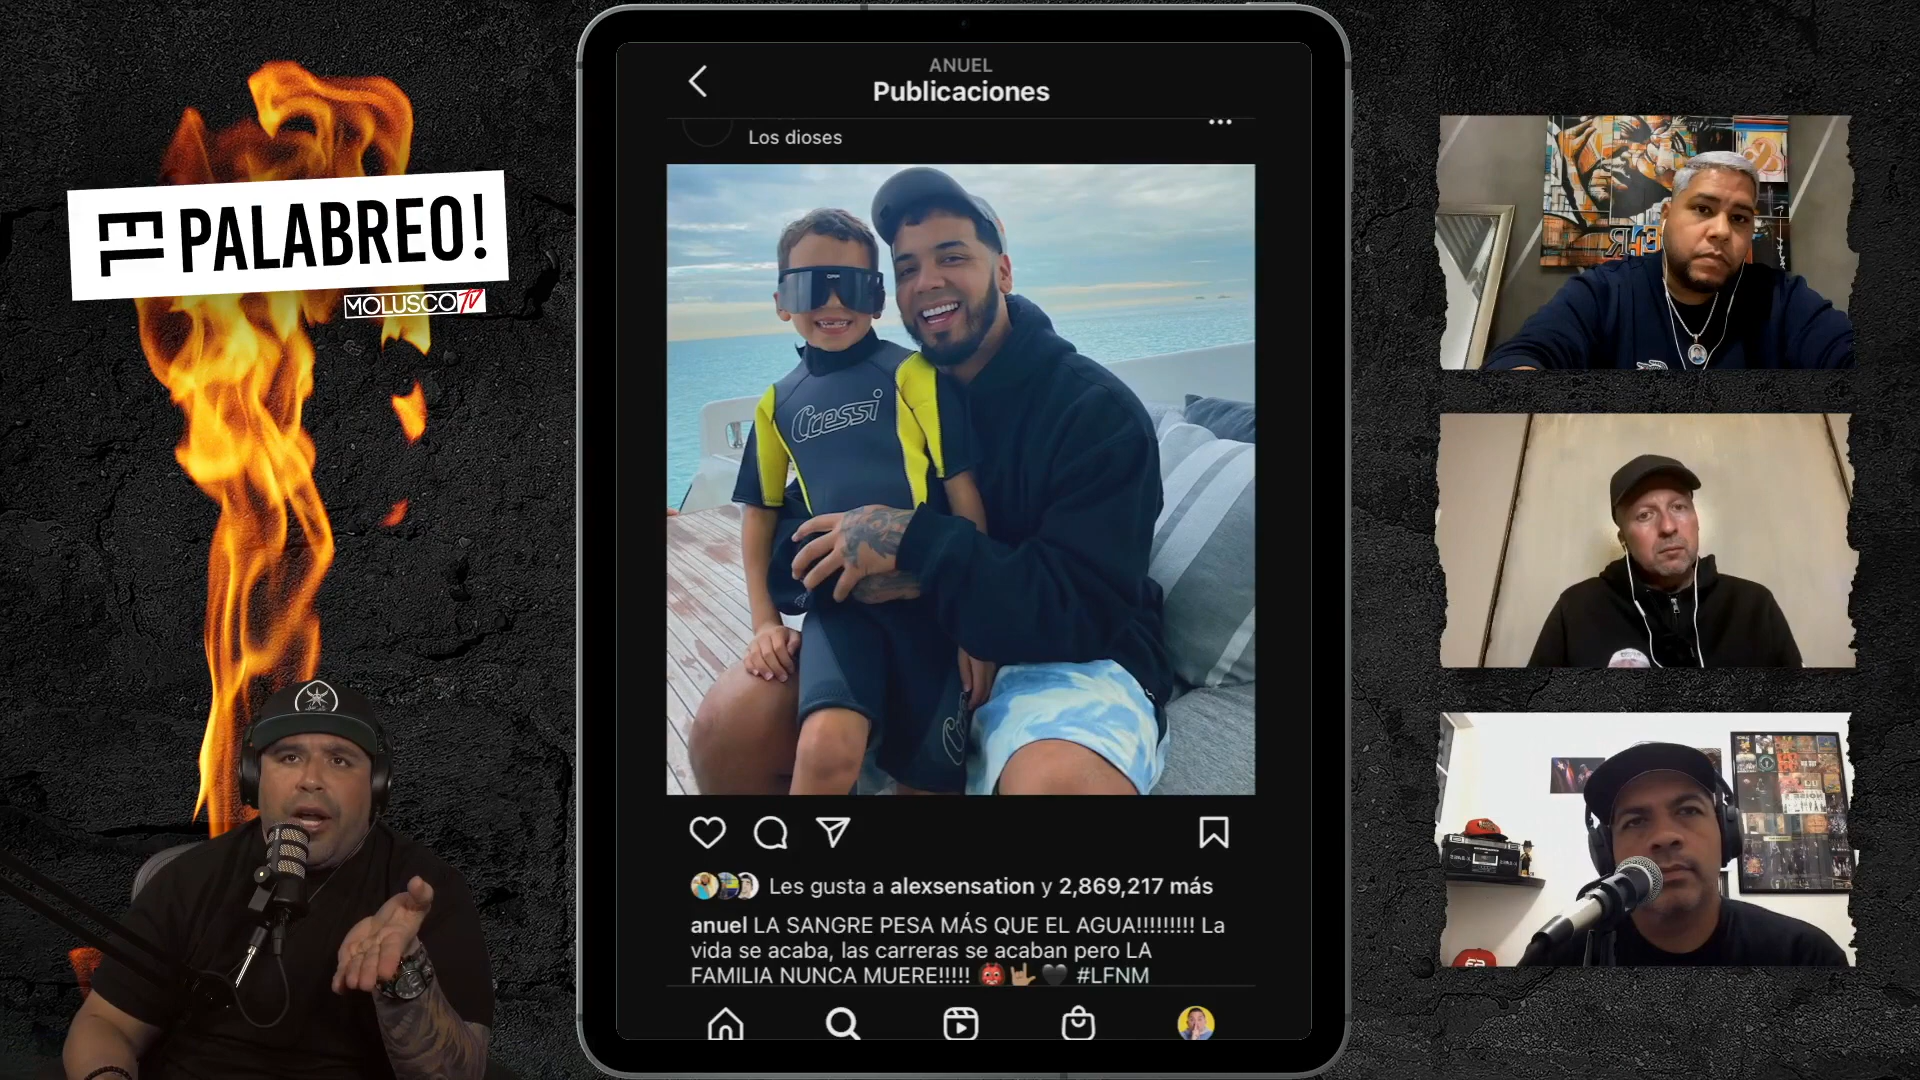 EL PALABREO!
MOLUSCO TV
ANUEL
Publicaciones
Los dioses
Cressi
Les gusta a alexsensation y 2,869,217 más
anuel LA SANGRE PESA MÁS QUE EL AGUA!!!!!!!!! La
vida se acaba, las carreras se acaban pero LA
FAMILIA NUNCA MUERE!!!!! 👹🤟🏽🖤 #LFNM